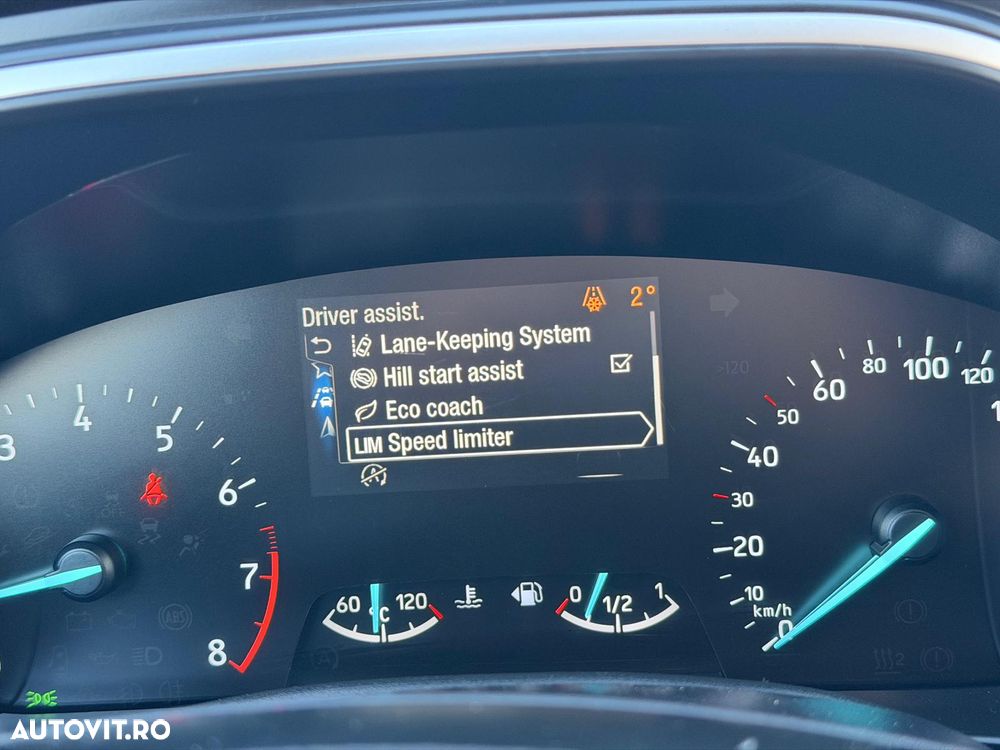 Driver assist.
2°
Lane-Keeping System
Hill start assist
Eco coach
LIM Speed limiter
3
4
5
6
7
8
60
°C
120
0
1/2
1
0
10
20
30
40
50
60
80
100
120
km/h
>120
ABS
AUTOVIT.RO